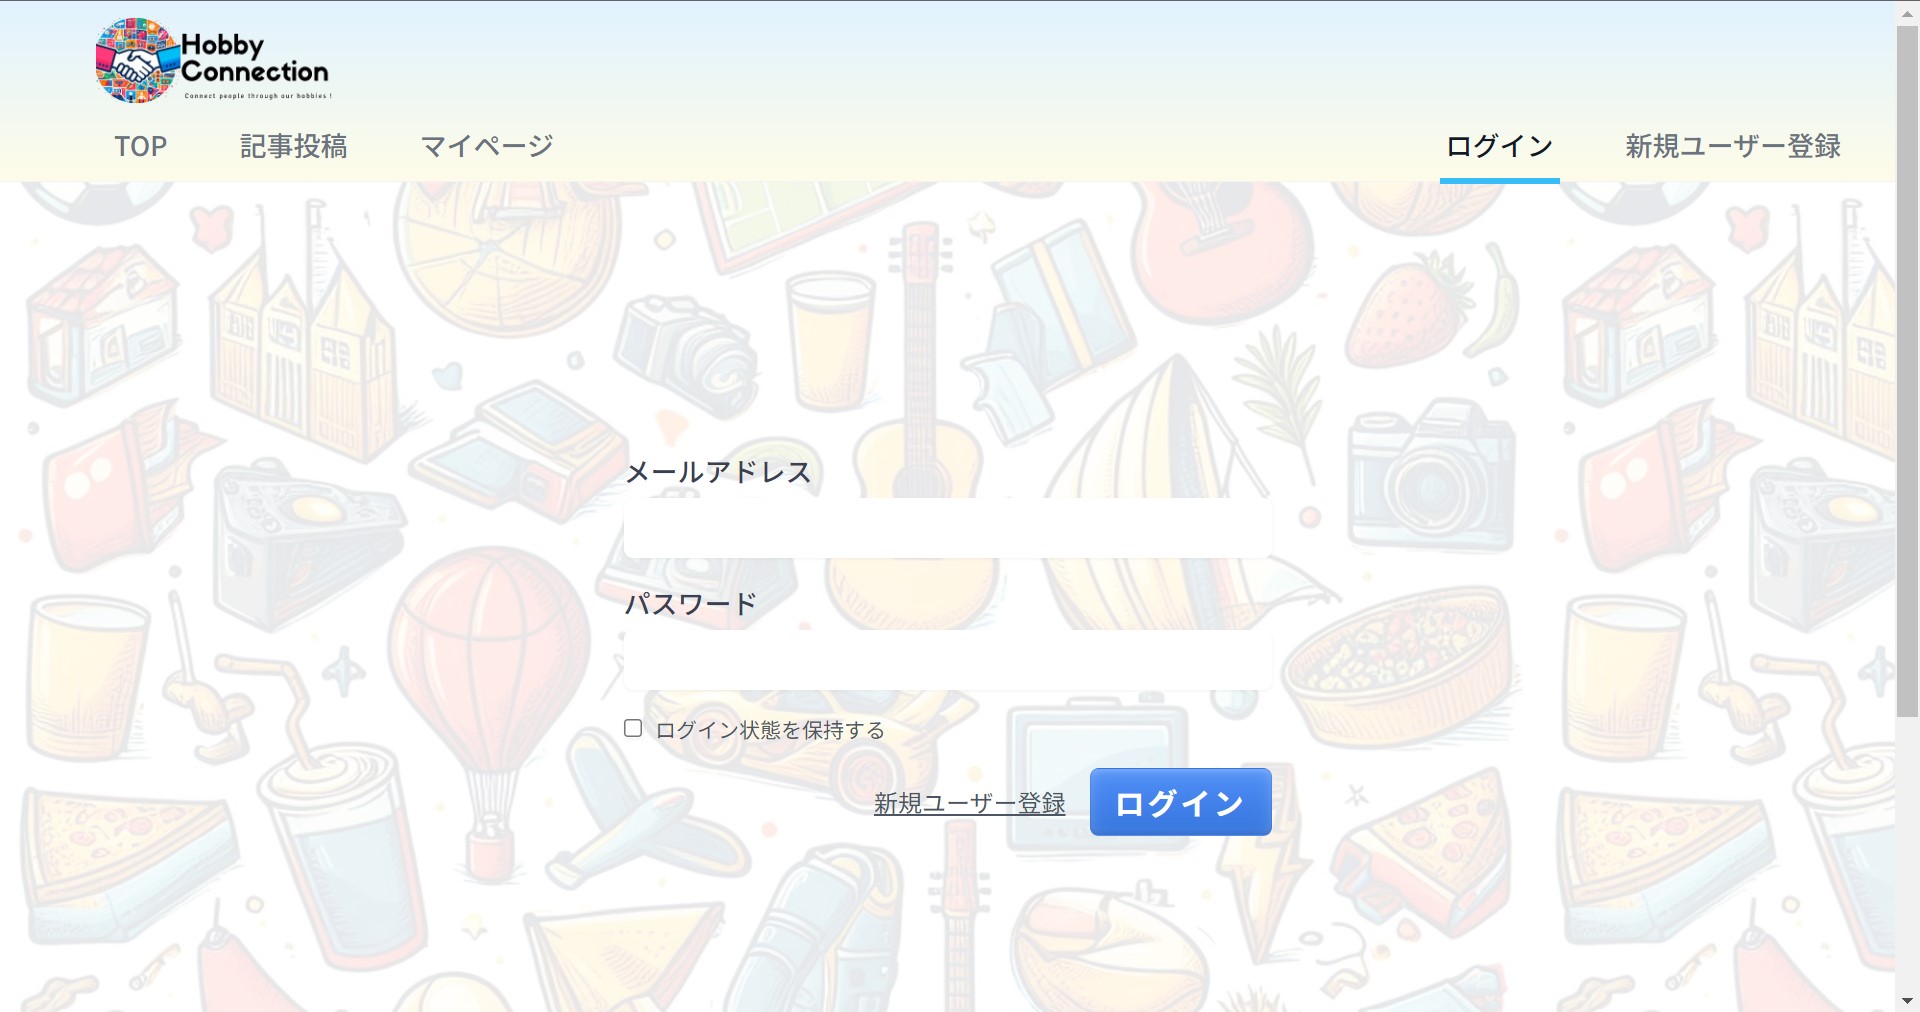 Hobby
Connection
Connect people through our hobbies !
TOP
記事投稿
マイページ
ログイン
新規ユーザー登録
メールアドレス
パスワード
ログイン状態を保持する
新規ユーザー登録
ログイン